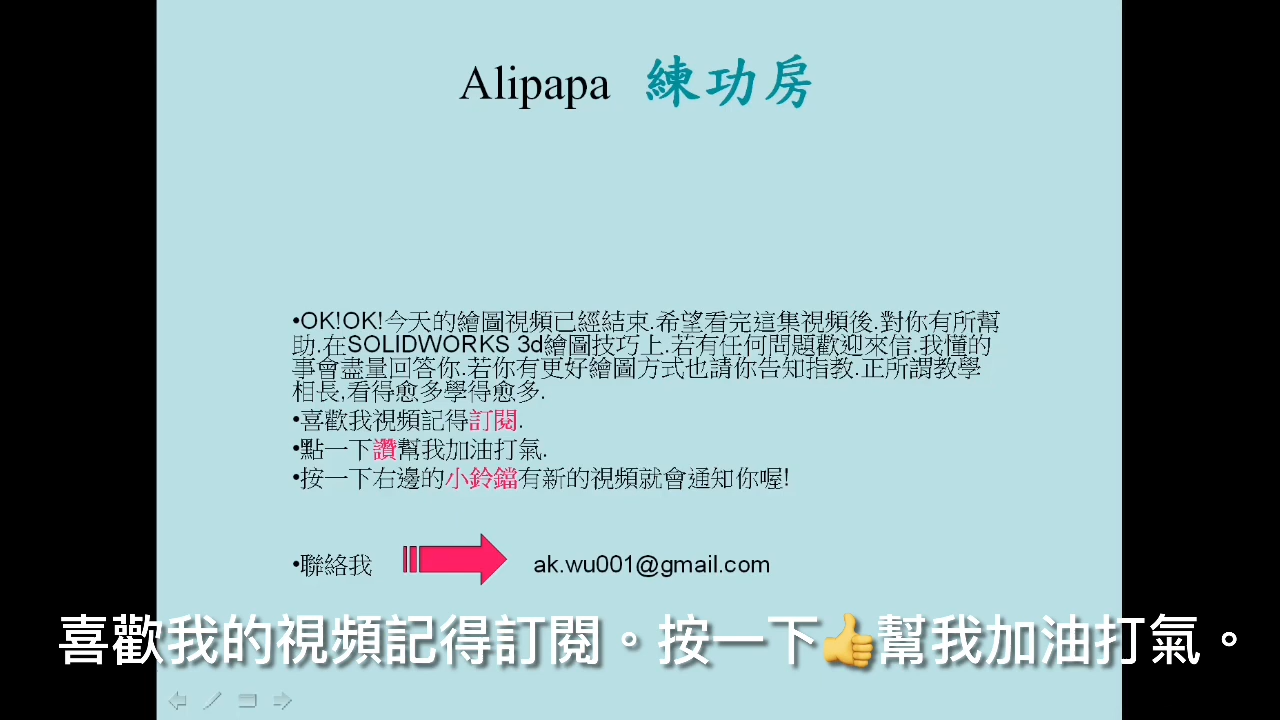 Alipapa 練功房
•OK!OK!今天的繪圖視頻已經結束.希望看完這集視頻後.對你有所幫
助.在SOLIDWORKS 3d繪圖技巧上.若有任何問題歡迎來信.我懂的
事會盡量回答你.若你有更好繪圖方式也請你告知指教.正所謂教學
相長,看得愈多學得愈多.
•喜歡我視頻記得訂閱.
•點一下讚幫我加油打氣.
•按一下右邊的小鈴鐺有新的視頻就會通知你喔!
•聯絡我 ak.wu001@gmail.com
喜歡我的視頻記得訂閱。按一下👍幫我加油打氣。